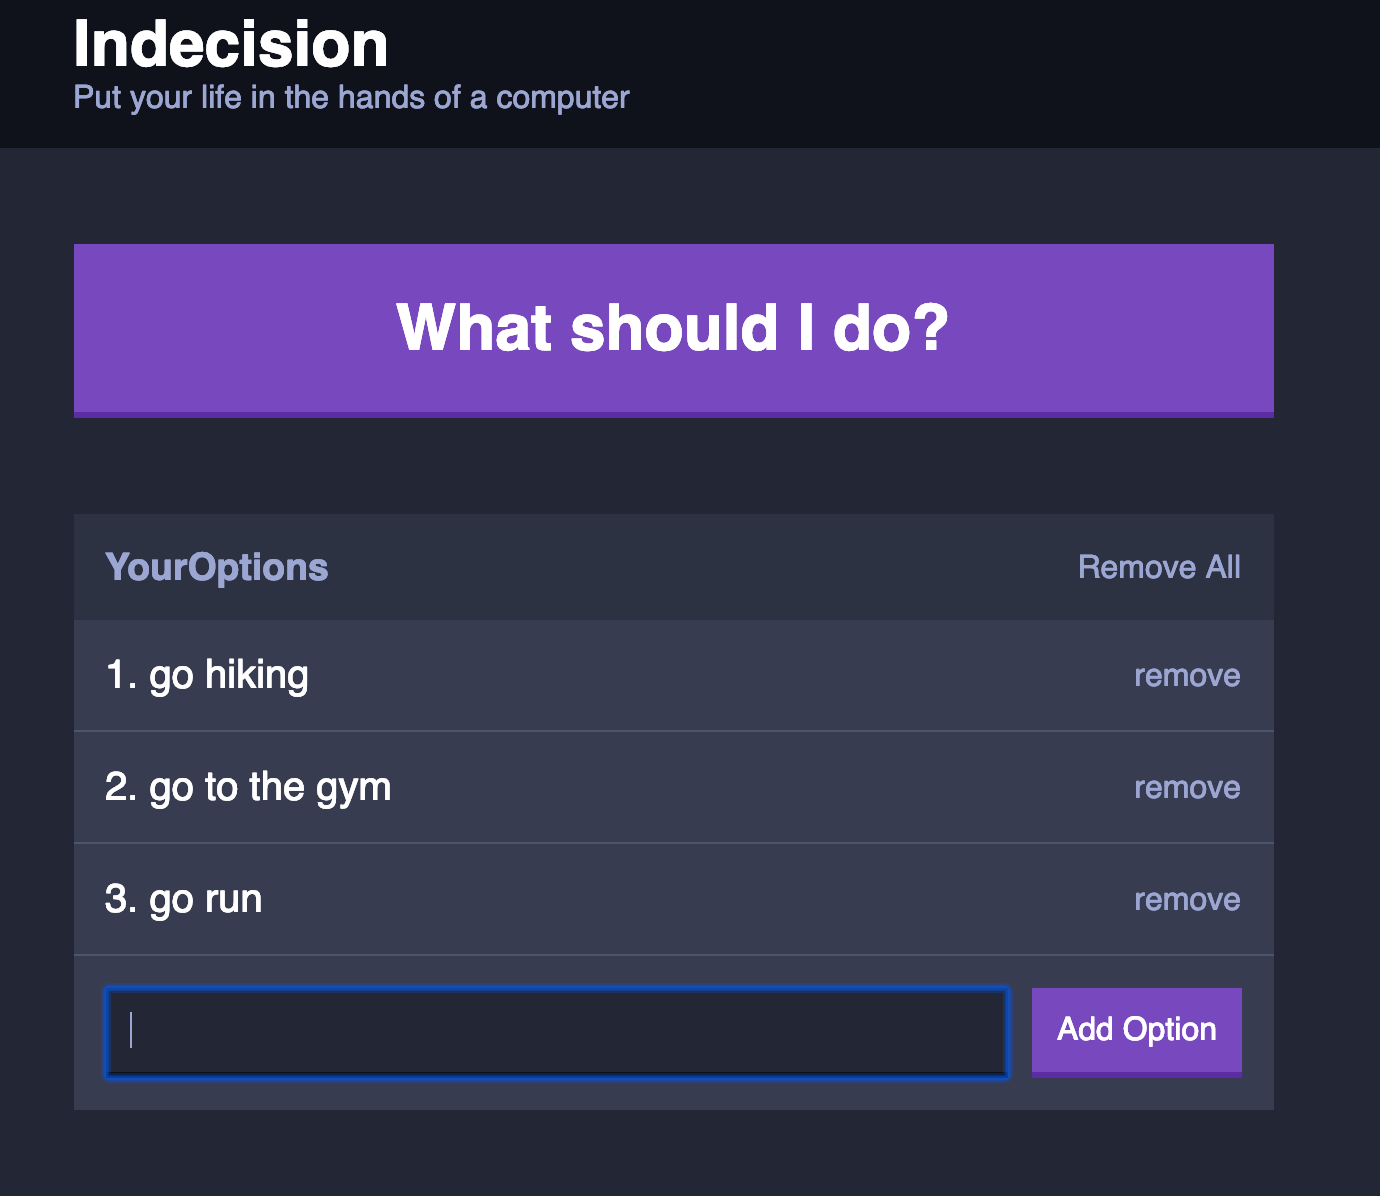 Indecision
Put your life in the hands of a computer
What should I do?
YourOptions Remove All
1. go hiking remove
2. go to the gym remove
3. go run remove
Add Option